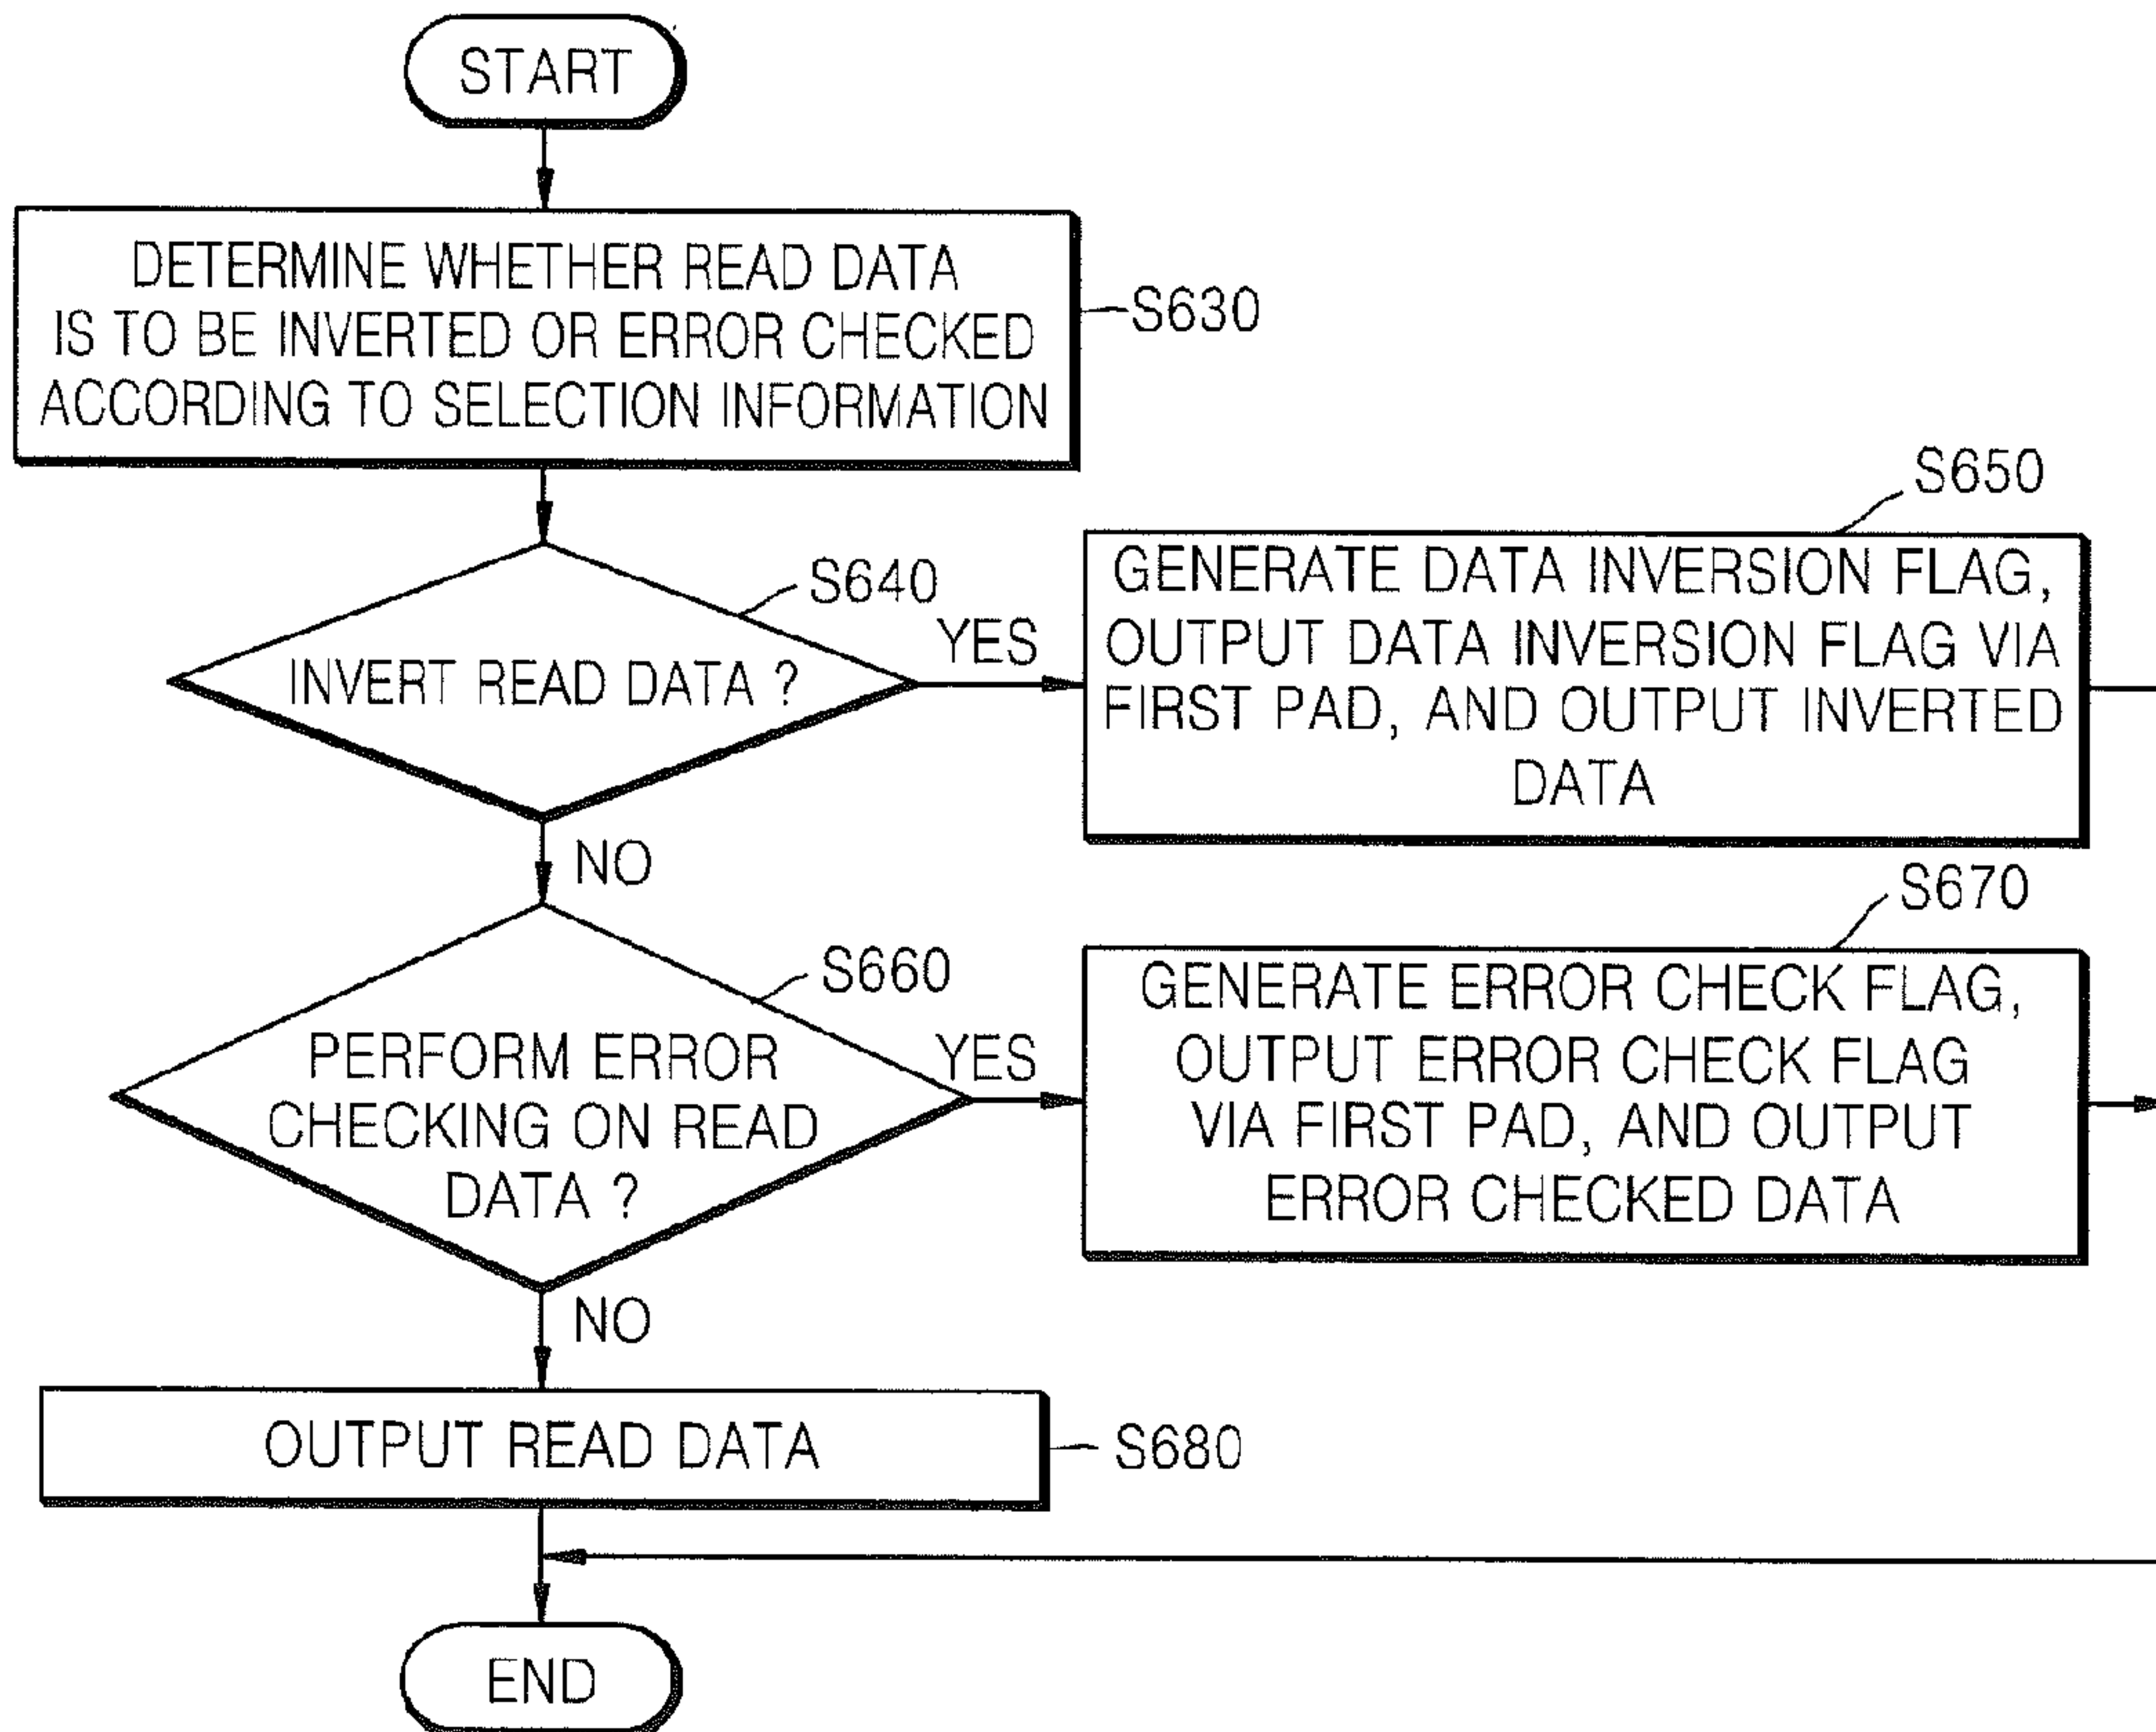 START
DETERMINE WHETHER READ DATA
IS TO BE INVERTED OR ERROR CHECKED
ACCORDING TO SELECTION INFORMATION
S630
S640
INVERT READ DATA ?
YES
S650
GENERATE DATA INVERSION FLAG,
OUTPUT DATA INVERSION FLAG VIA
FIRST PAD, AND OUTPUT INVERTED
DATA
NO
S660
PERFORM ERROR
CHECKING ON READ
DATA ?
YES
S670
GENERATE ERROR CHECK FLAG,
OUTPUT ERROR CHECK FLAG
VIA FIRST PAD, AND OUTPUT
ERROR CHECKED DATA
NO
OUTPUT READ DATA
S680
END